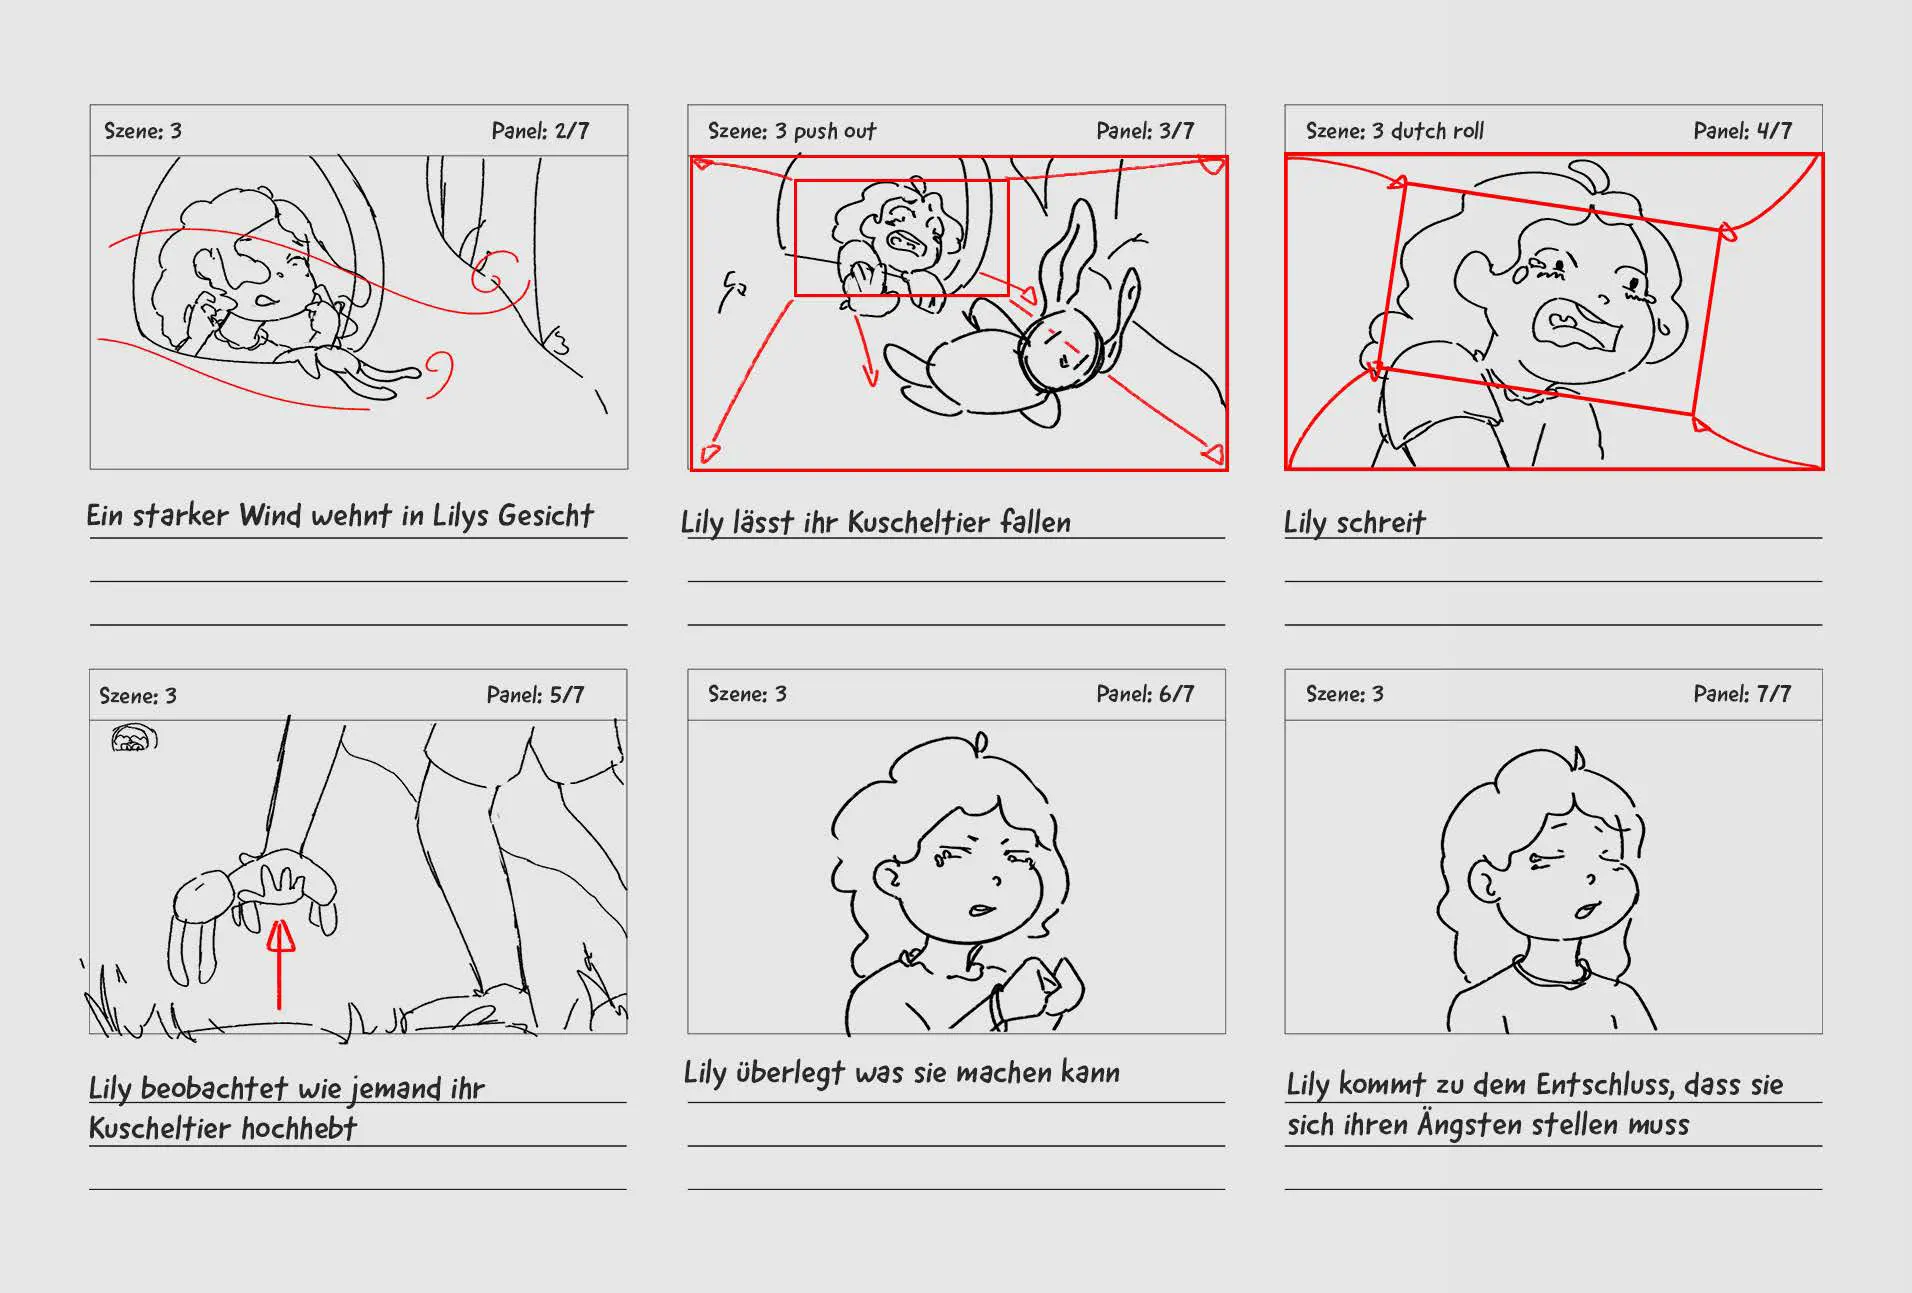 Szene: 3 Panel: 2/7
Szene: 3 push out Panel: 3/7
Szene: 3 dutch roll Panel: 4/7
Ein starker Wind wehnt in Lilys Gesicht
Lily lässt ihr Kuscheltier fallen
Lily schreit
Szene: 3 Panel: 5/7
Szene: 3 Panel: 6/7
Szene: 3 Panel: 7/7
Lily beobachtet wie jemand ihr
Kuscheltier hochhebt
Lily überlegt was sie machen kann
Lily kommt zu dem Entschluss, dass sie
sich ihren Ängsten stellen muss